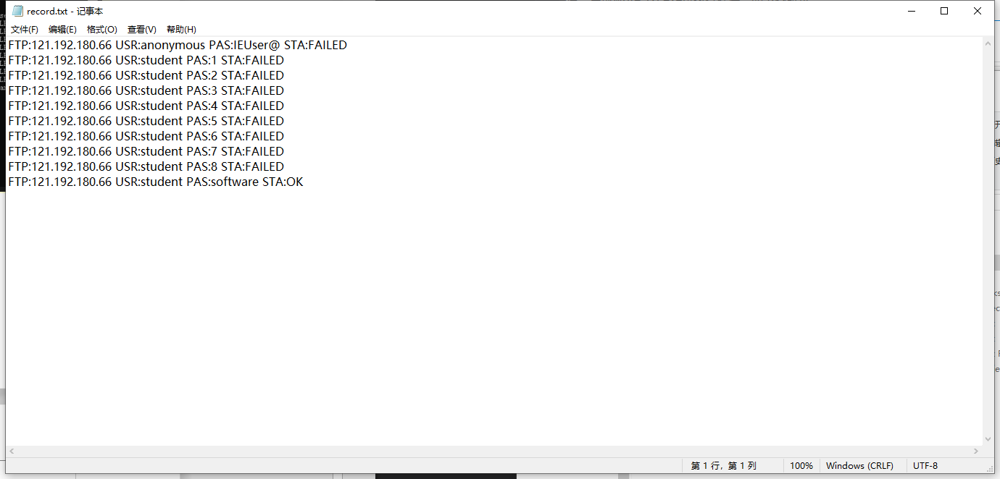 record.txt - 记事本
文件(F) 编辑(E) 格式(O) 查看(V) 帮助(H)
FTP:121.192.180.66 USR:anonymous PAS:IEUser@ STA:FAILED
FTP:121.192.180.66 USR:student PAS:1 STA:FAILED
FTP:121.192.180.66 USR:student PAS:2 STA:FAILED
FTP:121.192.180.66 USR:student PAS:3 STA:FAILED
FTP:121.192.180.66 USR:student PAS:4 STA:FAILED
FTP:121.192.180.66 USR:student PAS:5 STA:FAILED
FTP:121.192.180.66 USR:student PAS:6 STA:FAILED
FTP:121.192.180.66 USR:student PAS:7 STA:FAILED
FTP:121.192.180.66 USR:student PAS:8 STA:FAILED
FTP:121.192.180.66 USR:student PAS:software STA:OK
第 1 行，第 1 列 100% Windows (CRLF) UTF-8